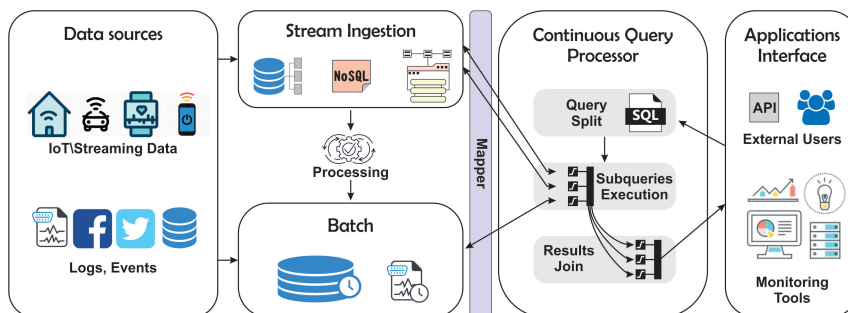 Data sources
IoT\Streaming Data
Logs, Events
Stream Ingestion
NoSQL
Processing
Batch
Mapper
Continuous Query
Processor
Query
Split
SQL
Subqueries
Execution
Results
Join
Applications
Interface
API
External Users
Monitoring
Tools